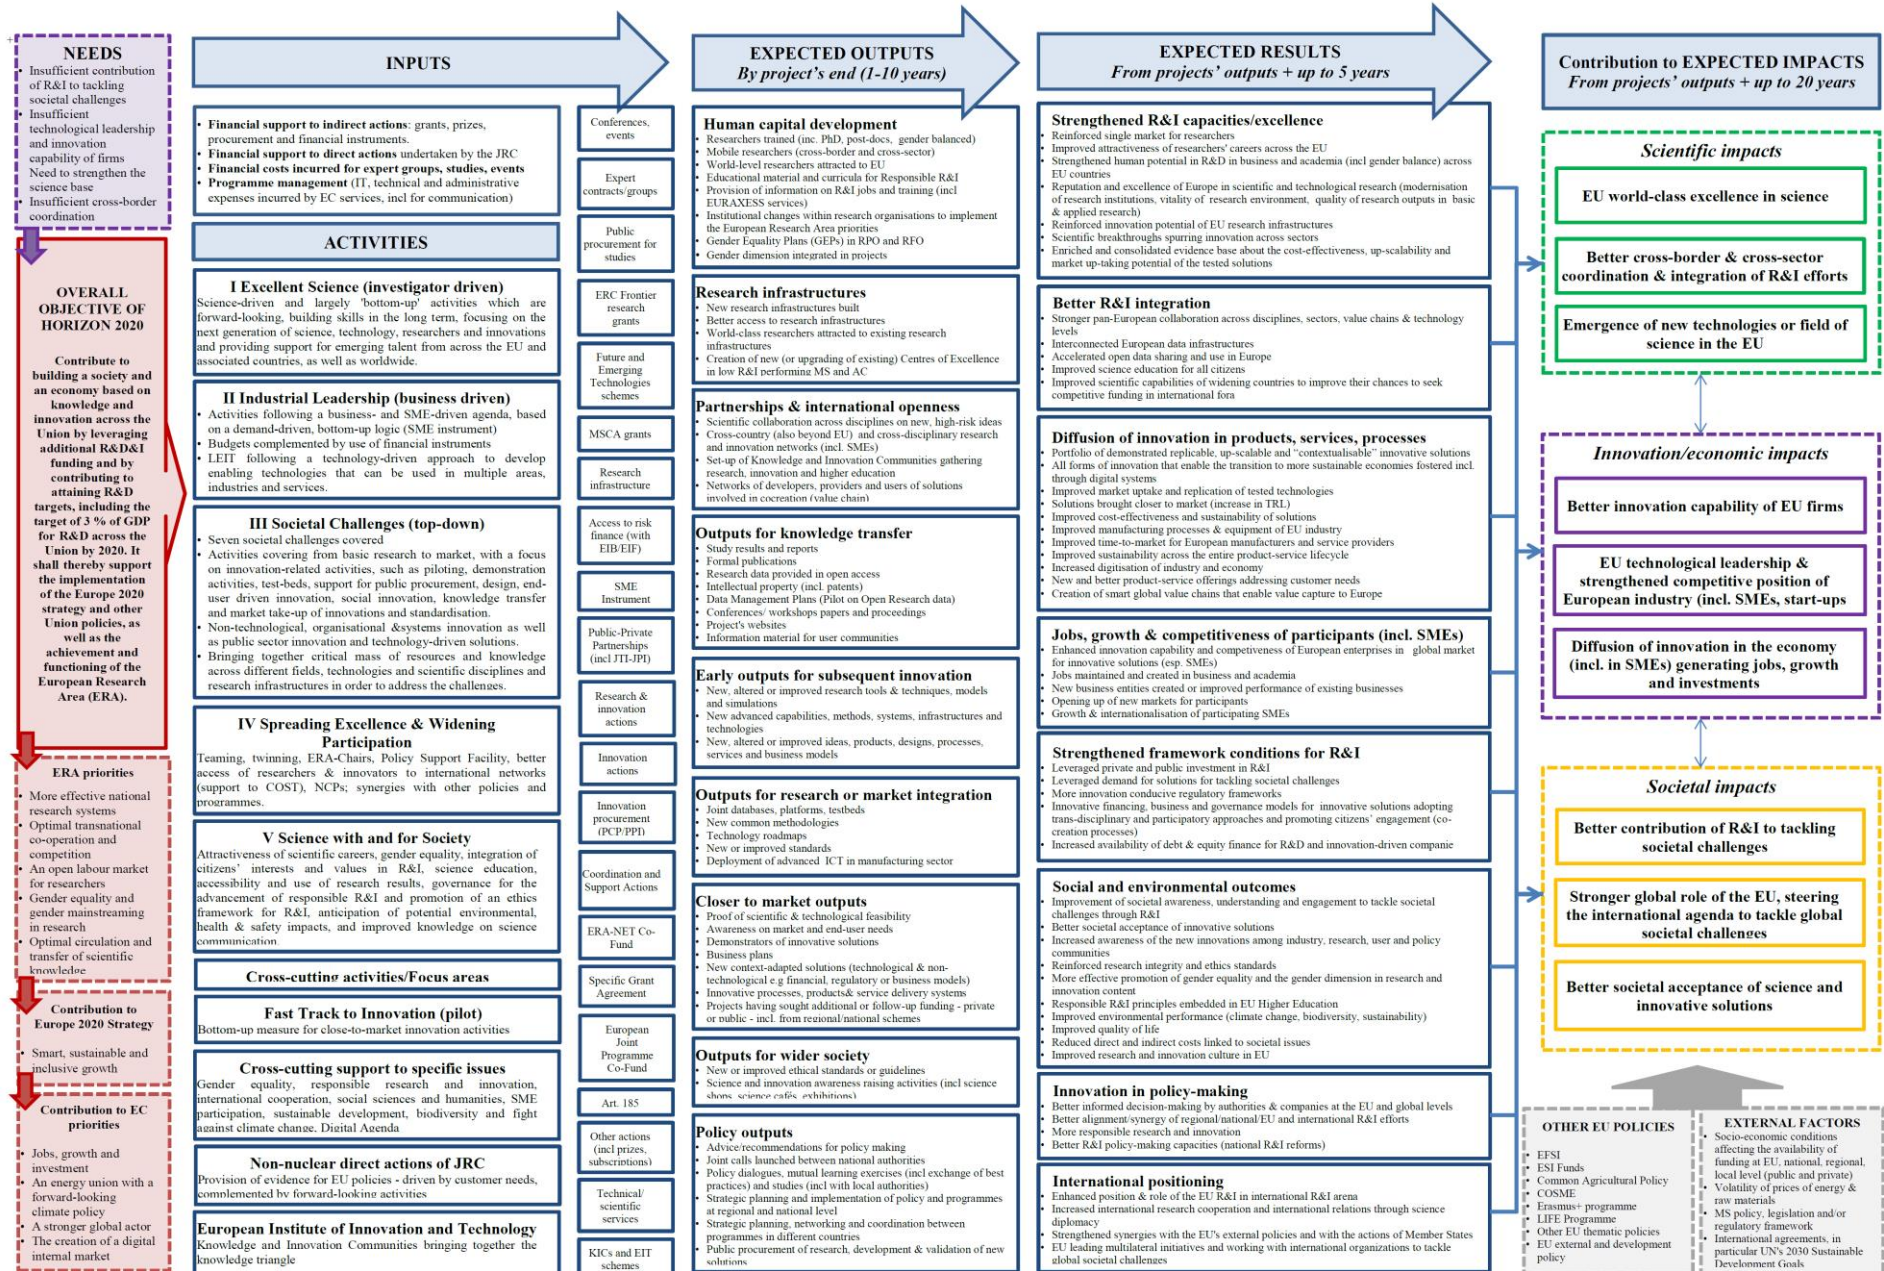 NEEDS
• Insufficient contribution
of R&I to tackling
societal challenges
• Insufficient
technological leadership
and innovation
capability of firms
Need to strengthen the
science base
• Insufficient cross-border
coordination
OVERALL
OBJECTIVE OF
HORIZON 2020
Contribute to
building a society and
an economy based on
knowledge and
innovation across the
Union by leveraging
additional R&D&I
funding and by
contributing to
attaining R&D
targets, including the
target of 3 % of GDP
for R&D across the
Union by 2020. It
shall thereby support
the implementation
of the Europe 2020
strategy and other
Union policies, as
well as the
achievement and
functioning of the
European Research
Area (ERA).
ERA priorities
• More effective national
research systems
• Optimal transnational
co-operation and
competition
• An open labour market
for researchers
• Gender equality and
gender mainstreaming
in research
• Optimal circulation and
transfer of scientific
knowledge
Contribution to
Europe 2020 Strategy
• Smart, sustainable and
inclusive growth
Contribution to EC
priorities
• Jobs, growth and
investment
• An energy union with a
forward-looking
climate policy
• A stronger global actor
• The creation of a digital
internal market
INPUTS
• Financial support to indirect actions: grants, prizes,
procurement and financial instruments.
• Financial support to direct actions undertaken by the JRC
• Financial costs incurred for expert groups, studies, events
• Programme management (IT, technical and administrative
expenses incurred by EC services, incl for communication)
ACTIVITIES
I Excellent Science (investigator driven)
Science-driven and largely 'bottom-up' activities which are
forward-looking, building skills in the long term, focusing on the
next generation of science, technology, researchers and innovations
and providing support for emerging talent from across the EU and
associated countries, as well as worldwide.
II Industrial Leadership (business driven)
• Activities following a business- and SME-driven agenda, based
on a demand-driven, bottom-up logic (SME instrument)
• Budgets complemented by use of financial instruments
• LEIT following a technology-driven approach to develop
enabling technologies that can be used in multiple areas,
industries and services.
III Societal Challenges (top-down)
• Seven societal challenges covered
• Activities covering from basic research to market, with a focus
on innovation-related activities, such as piloting, demonstration
activities, test-beds, support for public procurement, design, end-
user driven innovation, social innovation, knowledge transfer
and market take-up of innovations and standardisation.
• Non-technological, organisational &systems innovation as well
as public sector innovation and technology-driven solutions.
• Bringing together critical mass of resources and knowledge
across different fields, technologies and scientific disciplines and
research infrastructures in order to address the challenges.
IV Spreading Excellence & Widening
Participation
Teaming, twinning, ERA-Chairs, Policy Support Facility, better
access of researchers & innovators to international networks
(support to COST), NCPs; synergies with other policies and
programmes.
V Science with and for Society
Attractiveness of scientific careers, gender equality, integration of
citizens' interests and values in R&I, science education,
accessibility and use of research results, governance for the
advancement of responsible R&I and promotion of an ethics
framework for R&I, anticipation of potential environmental,
health & safety impacts, and improved knowledge on science
communication
Cross-cutting activities/Focus areas
Fast Track to Innovation (pilot)
Bottom-up measure for close-to-market innovation activities
Cross-cutting support to specific issues
Gender equality, responsible research and innovation,
international cooperation, social sciences and humanities, SME
participation, sustainable development, biodiversity and fight
against climate change. Digital Agenda
Non-nuclear direct actions of JRC
Provision of evidence for EU policies - driven by customer needs,
complemented by forward-looking activities
European Institute of Innovation and Technology
Knowledge and Innovation Communities bringing together the
knowledge triangle
Conferences,
events
Expert
contracts/groups
Public
procurement for
studies
ERC Frontier
research
grants
Future and
Emerging
Technologies
schemes
MSCA grants
Research
infrastructure
Access to risk
finance (with
EIB/EIF)
SME
Instrument
Public-Private
Partnerships
(incl JTI-JPI)
Research &
innovation
actions
Innovation
actions
Innovation
procurement
(PCP/PPI)
Coordination and
Support Actions
ERA-NET Co-
Fund
Specific Grant
Agreement
European
Joint
Programme
Co-Fund
Art. 185
Other actions
(incl prizes,
subscriptions)
Technical/
scientific
services
KICs and EIT
schemes
EXPECTED OUTPUTS
By project's end (1-10 years)
Human capital development
• Researchers trained (inc. PhD, post-docs, gender balanced)
• Mobile researchers (cross-border and cross-sector)
• World-level researchers attracted to EU
• Educational material and curricula for Responsible R&I
• Provision of information on R&I jobs and training (incl
EURAXESS services)
• Institutional changes within research organisations to implement
the European Research Area priorities
• Gender Equality Plans (GEPs) in RPO and RFO
• Gender dimension integrated in projects
Research infrastructures
• New research infrastructures built
• Better access to research infrastructures
• World-class researchers attracted to existing research
infrastructures
• Creation of new (or upgrading of existing) Centres of Excellence
in low R&I performing MS and AC
Partnerships & international openness
• Scientific collaboration across disciplines on new, high-risk ideas
• Cross-country (also beyond EU) and cross-disciplinary research
and innovation networks (incl. SMEs)
• Set-up of Knowledge and Innovation Communities gathering
research, innovation and higher education
• Networks of developers, providers and users of solutions
involved in cocreation (value chain)
Outputs for knowledge transfer
• Study results and reports
• Formal publications
• Research data provided in open access
• Intellectual property (incl. patents)
• Data Management Plans (Pilot on Open Research data)
• Conferences/ workshops papers and proceedings
• Project's websites
• Information material for user communities
Early outputs for subsequent innovation
• New, altered or improved research tools & techniques, models
and simulations
• New advanced capabilities, methods, systems, infrastructures and
technologies
• New, altered or improved ideas, products, designs, processes,
services and business models
Outputs for research or market integration
• Joint databases, platforms, testbeds
• New common methodologies
• Technology roadmaps
• New or improved standards
• Deployment of advanced ICT in manufacturing sector
Closer to market outputs
• Proof of scientific & technological feasibility
• Awareness on market and end-user needs
• Demonstrators of innovative solutions
• Business plans
• New context-adapted solutions (technological & non-
technological e.g financial, regulatory or business models)
• Innovative processes, products& service delivery systems
• Projects having sought additional or follow-up funding - private
or public - incl. from regional/national schemes
Outputs for wider society
• New or improved ethical standards or guidelines
• Science and innovation awareness raising activities (incl science
shops, science cafés, exhibitions)
Policy outputs
• Advice/recommendations for policy making
• Joint calls launched between national authorities
• Policy dialogues, mutual learning exercises (incl exchange of best
practices) and studies (incl with local authorities)
• Strategic planning and implementation of policy and programmes
at regional and national level
• Strategic planning, networking and coordination between
programmes in different countries
• Public procurement of research, development & validation of new
solutions
EXPECTED RESULTS
From projects' outputs + up to 5 years
Strengthened R&I capacities/excellence
• Reinforced single market for researchers
• Improved attractiveness of researchers' careers across the EU
• Strengthened human potential in R&D in business and academia (incl gender balance) across
EU countries
• Reputation and excellence of Europe in scientific and technological research (modernisation
of research institutions, vitality of research environment, quality of research outputs in basic
& applied research)
• Reinforced innovation potential of EU research infrastructures
• Scientific breakthroughs spurring innovation across sectors
• Enriched and consolidated evidence base about the cost-effectiveness, up-scalability and
market up-taking potential of the tested solutions
Better R&I integration
• Stronger pan-European collaboration across disciplines, sectors, value chains & technology
levels
• Interconnected European data infrastructures
• Accelerated open data sharing and use in Europe
• Improved science education for all citizens
• Improved scientific capabilities of widening countries to improve their chances to seek
competitive funding in international fora
Diffusion of innovation in products, services, processes
• Portfolio of demonstrated replicable, up-scalable and “contextualisable” innovative solutions
• All forms of innovation that enable the transition to more sustainable economies fostered incl.
through digital systems
• Improved market uptake and replication of tested technologies
• Solutions brought closer to market (increase in TRL)
• Improved cost-effectiveness and sustainability of solutions
• Improved manufacturing processes & equipment of EU industry
• Improved time-to-market for European manufacturers and service providers
• Improved sustainability across the entire product-service lifecycle
• Increased digitisation of industry and economy
• New and better product-service offerings addressing customer needs
• Creation of smart global value chains that enable value capture to Europe
Jobs, growth & competitiveness of participants (incl. SMEs)
• Enhanced innovation capability and competiveness of European enterprises in global market
for innovative solutions (esp. SMEs)
• Jobs maintained and created in business and academia
• New business entities created or improved performance of existing businesses
• Opening up of new markets for participants
• Growth & internationalisation of participating SMEs
Strengthened framework conditions for R&I
• Leveraged private and public investment in R&I
• Leveraged demand for solutions for tackling societal challenges
• More innovation conducive regulatory frameworks
• Innovative financing, business and governance models for innovative solutions adopting
trans-disciplinary and participatory approaches and promoting citizens' engagement (co-
creation processes)
• Increased availability of debt & equity finance for R&D and innovation-driven companie
Social and environmental outcomes
• Improvement of societal awareness, understanding and engagement to tackle societal
challenges through R&I
• Better societal acceptance of innovative solutions
• Increased awareness of the new innovations among industry, research, user and policy
communities
• Reinforced research integrity and ethics standards
• More effective promotion of gender equality and the gender dimension in research and
innovation content
• Responsible R&I principles embedded in EU Higher Education
• Improved environmental performance (climate change, biodiversity, sustainability)
• Improved quality of life
• Reduced direct and indirect costs linked to societal issues
• Improved research and innovation culture in EU
Innovation in policy-making
• Better informed decision-making by authorities & companies at the EU and global levels
• Better alignment/synergy of regional/national/EU and international R&I efforts
• More responsible research and innovation
• Better R&I policy-making capacities (national R&I reforms)
International positioning
• Enhanced position & role of the EU R&I in international R&I arena
• Increased international research cooperation and international relations through science
diplomacy
• Strengthened synergies with the EU's external policies and with the actions of Member States
• EU leading multilateral initiatives and working with international organizations to tackle
global societal challenges
Contribution to EXPECTED IMPACTS
From projects' outputs + up to 20 years
Scientific impacts
EU world-class excellence in science
Better cross-border & cross-sector
coordination & integration of R&I efforts
Emergence of new technologies or field of
science in the EU
Innovation/economic impacts
Better innovation capability of EU firms
EU technological leadership &
strengthened competitive position of
European industry (incl. SMEs, start-ups
Diffusion of innovation in the economy
(incl. in SMEs) generating jobs, growth
and investments
Societal impacts
Better contribution of R&I to tackling
societal challenges
Stronger global role of the EU, steering
the international agenda to tackle global
societal challenges
Better societal acceptance of science and
innovative solutions
OTHER EU POLICIES
• EFSI
• ESI Funds
• Common Agricultural Policy
• COSME
• Erasmus+ programme
• LIFE Programme
• Other EU thematic policies
• EU external and development
policy
EXTERNAL FACTORS
• Socio-economic conditions
affecting the availability of
funding at EU, national, regional,
local level (public and private)
• Volatility of prices of energy &
raw materials
• MS policy, legislation and/or
regulatory framework
• International agreements, in
particular UN's 2030 Sustainable
Development Goals